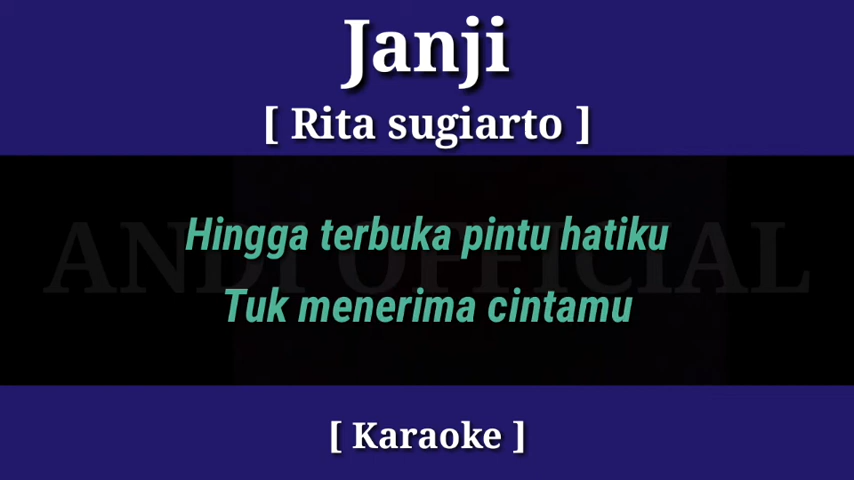 Janji
[ Rita sugiarto ]
ANDI OFFICIAL
Hingga terbuka pintu hatiku
Tuk menerima cintamu
[ Karaoke ]